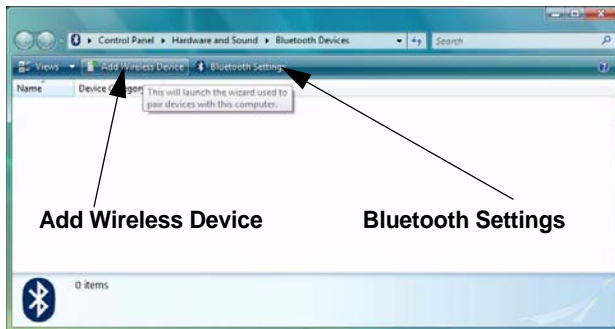 Control Panel ▸ Hardware and Sound ▸ Bluetooth Devices
Search
Views Add Wireless Device Bluetooth Settings
Name Device Category
This will launch the wizard used to
pair devices with this computer.
Add Wireless Device Bluetooth Settings
0 items